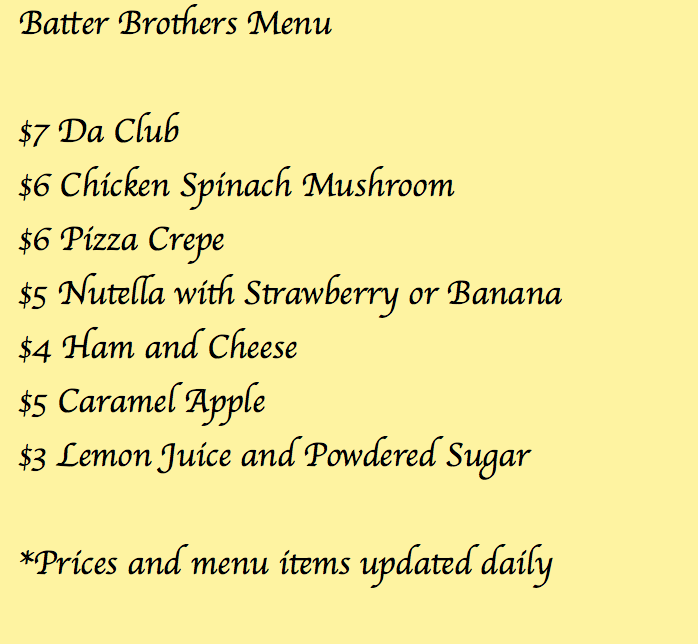 Batter Brothers Menu
$7 Da Club
$6 Chicken Spinach Mushroom
$6 Pizza Crepe
$5 Nutella with Strawberry or Banana
$4 Ham and Cheese
$5 Caramel Apple
$3 Lemon Juice and Powdered Sugar
*Prices and menu items updated daily